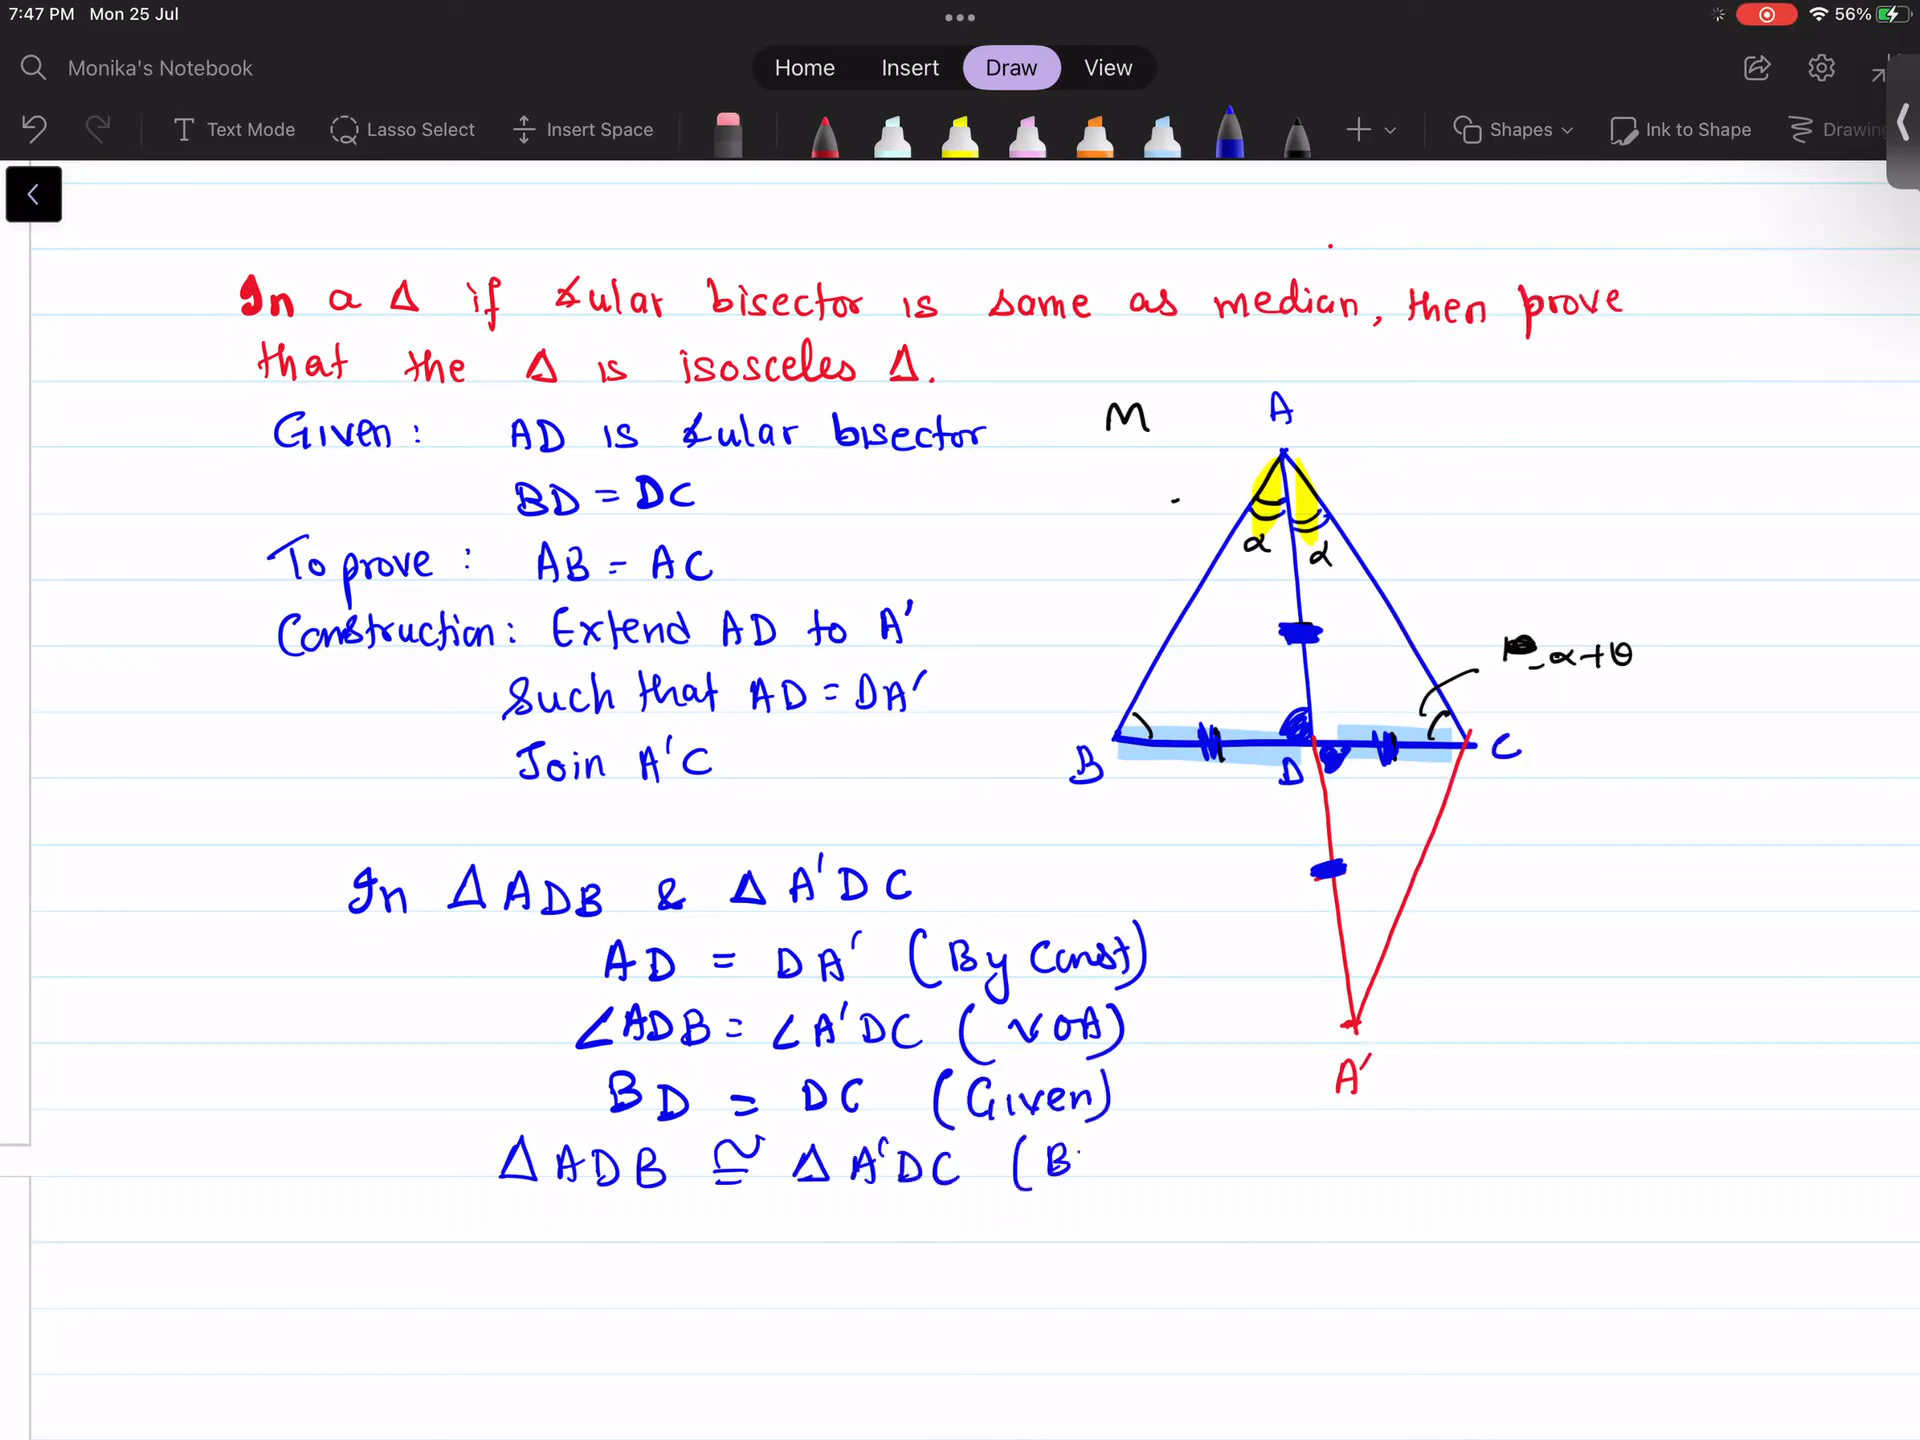 7:47 PM Mon 25 Jul
56%
Monika's Notebook
Home Insert Draw View
Text Mode Lasso Select Insert Space Shapes Ink to Shape Drawing
In a Δ if ∡ular bisector is same as median, then prove
that the Δ is isosceles Δ.
Given : AD is ∡ular bisector
BD = DC
To prove : AB = AC
Construction: Extend AD to A'
Such that AD = DA'
Join A'C
M
A
α α
α+θ
B D C
A'
In Δ ADB & Δ A'DC
AD = DA' (By Const)
∠ADB = ∠A'DC (VOA)
BD = DC (Given)
Δ ADB ≅ Δ A'DC (B